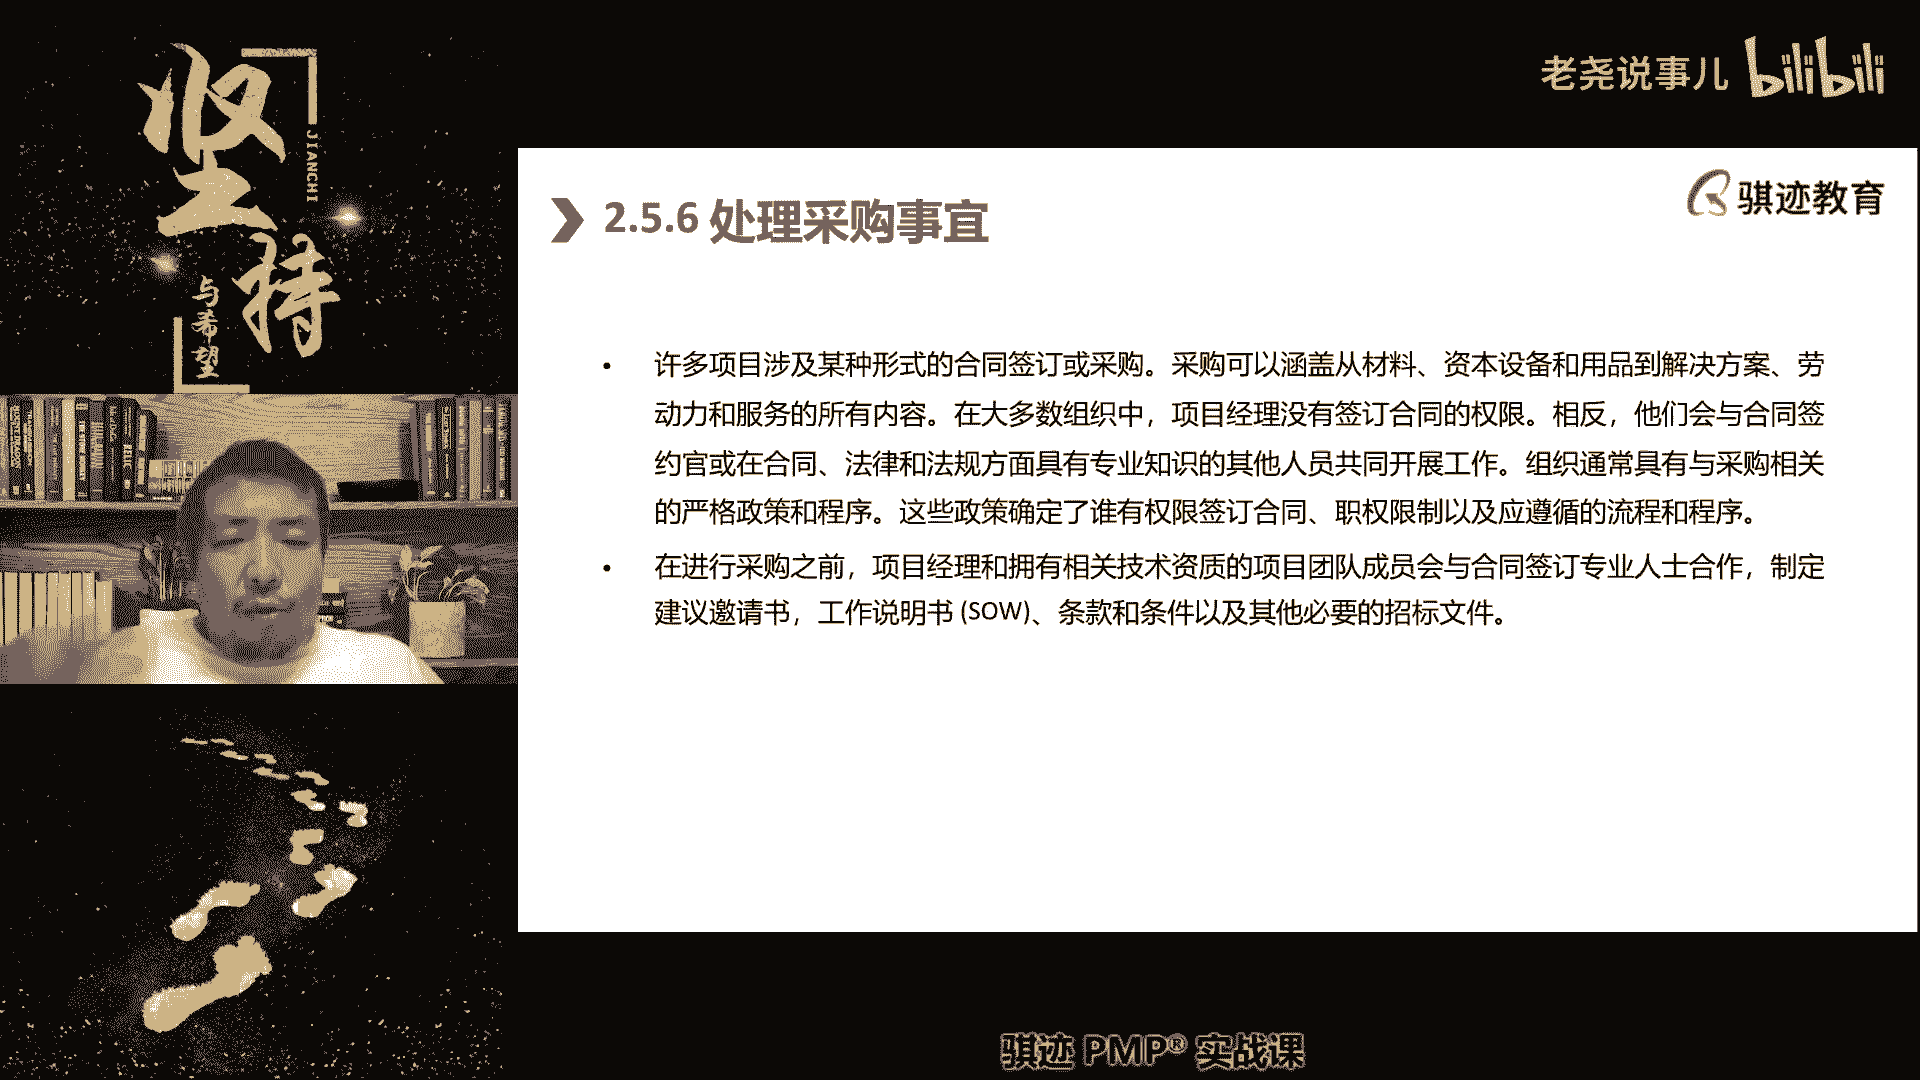 坚持
JIANCHI
与希望
老尧说事儿 bilibili
骐迹教育
2.5.6 处理采购事宜
• 许多项目涉及某种形式的合同签订或采购。采购可以涵盖从材料、资本设备和用品到解决方案、劳
动力和服务的所有内容。在大多数组织中，项目经理没有签订合同的权限。相反，他们会与合同签
约官或在合同、法律和法规方面具有专业知识的其他人员共同开展工作。组织通常具有与采购相关
的严格政策和程序。这些政策确定了谁有权限签订合同、职权限制以及应遵循的流程和程序。
• 在进行采购之前，项目经理和拥有相关技术资质的项目团队成员会与合同签订专业人士合作，制定
建议邀请书，工作说明书 (SOW)、条款和条件以及其他必要的招标文件。
骐迹 PMP® 实战课